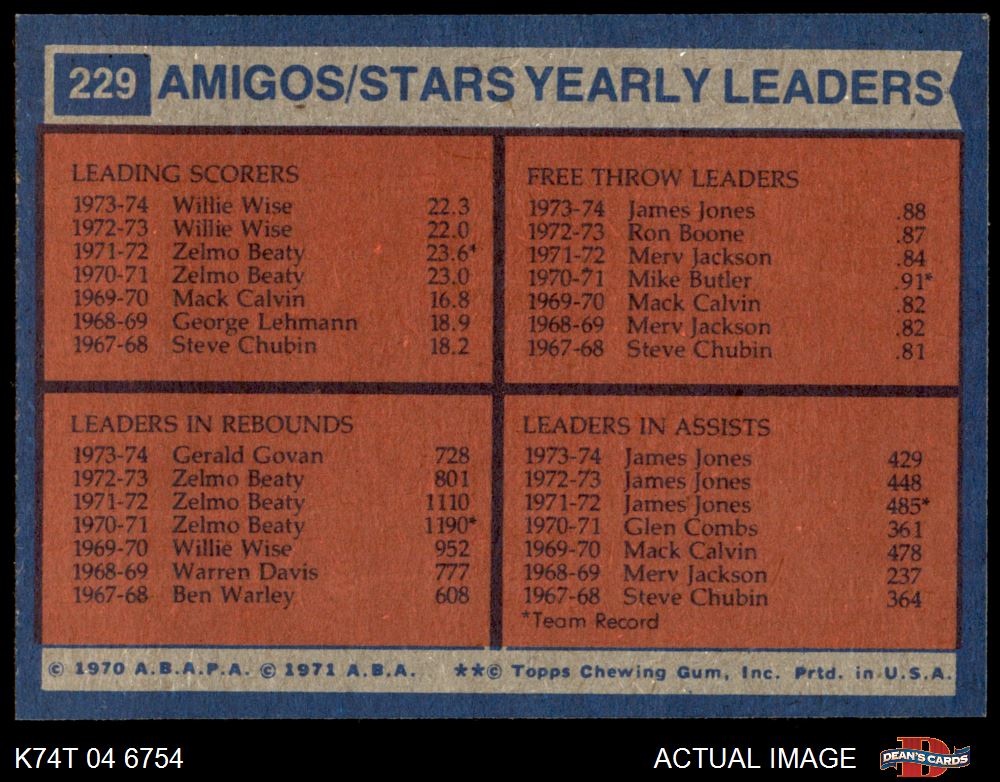 229 AMIGOS/STARS YEARLY LEADERS
LEADING SCORERS
1973-74 Willie Wise 22.3
1972-73 Willie Wise 22.0
1971-72 Zelmo Beaty 23.6*
1970-71 Zelmo Beaty 23.0
1969-70 Mack Calvin 16.8
1968-69 George Lehmann 18.9
1967-68 Steve Chubin 18.2
FREE THROW LEADERS
1973-74 James Jones .88
1972-73 Ron Boone .87
1971-72 Merv Jackson .84
1970-71 Mike Butler .91*
1969-70 Mack Calvin .82
1968-69 Merv Jackson .82
1967-68 Steve Chubin .81
LEADERS IN REBOUNDS
1973-74 Gerald Govan 728
1972-73 Zelmo Beaty 801
1971-72 Zelmo Beaty 1110
1970-71 Zelmo Beaty 1190*
1969-70 Willie Wise 952
1968-69 Warren Davis 777
1967-68 Ben Warley 608
LEADERS IN ASSISTS
1973-74 James Jones 429
1972-73 James Jones 448
1971-72 James Jones 485*
1970-71 Glen Combs 361
1969-70 Mack Calvin 478
1968-69 Merv Jackson 237
1967-68 Steve Chubin 364
*Team Record
© 1970 A.B.A.P.A. © 1971 A.B.A. **© Topps Chewing Gum, Inc. Prtd. in U.S.A.
K74T 04 6754 ACTUAL IMAGE D DEAN'S CARDS